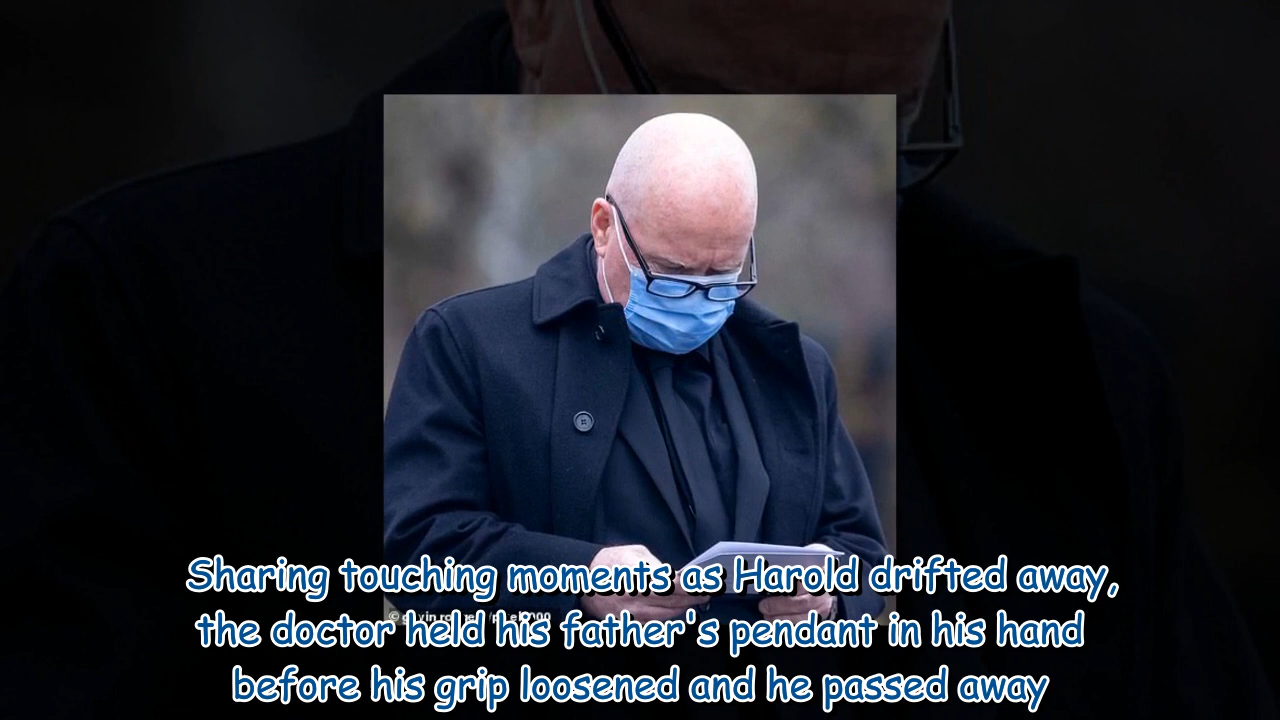 Sharing touching moments as Harold drifted away,
the doctor held his father's pendant in his hand
before his grip loosened and he passed away